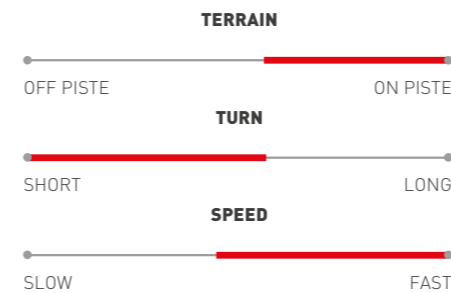 TERRAIN
OFF PISTE ON PISTE
TURN
SHORT LONG
SPEED
SLOW FAST